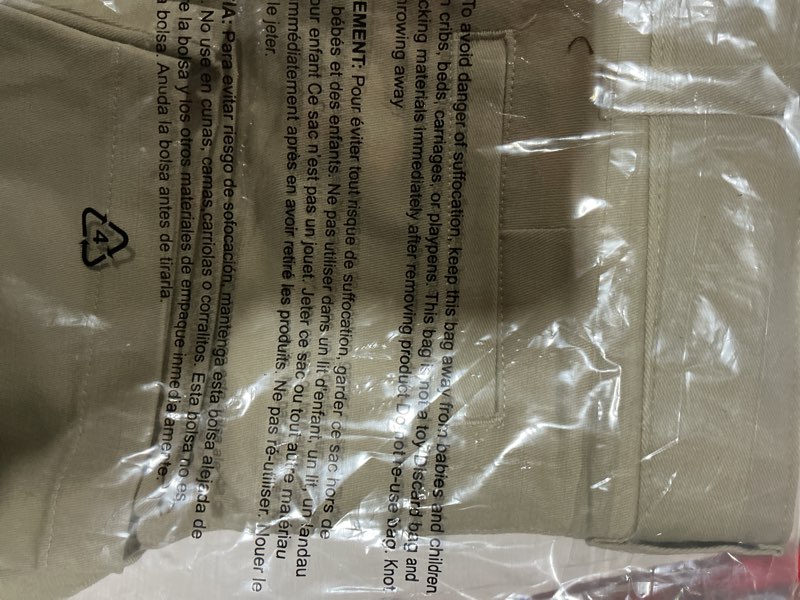 To avoid danger of suffocation, keep this bag away from babies and children
cribs, beds, carriages, or playpens. This bag is not a toy. Discard bag and
cking materials immediately after removing product. Do not re-use bag. Knot
hrowing away
EMENT: Pour éviter tout risque de suffocation, garder ce sac hors de
bébés et des enfants. Ne pas utiliser dans un lit d'enfant, un lit, un landau
our enfant Ce sac n'est pas un jouet. Jeter ce sac ou tout autre matériau
mmédiatement après en avoir retiré les produits. Ne pas ré-utiliser. Nouer le
le jeter.
IA: Para evitar riesgo de sofocación, mantenga esta bolsa alejada de
No use en cunas, camas, carriolas o corralitos. Esta bolsa no es
e la bolsa y los otros materiales de empaque inmediatamente.
a bolsa. Anuda la bolsa antes de tirarla.
4